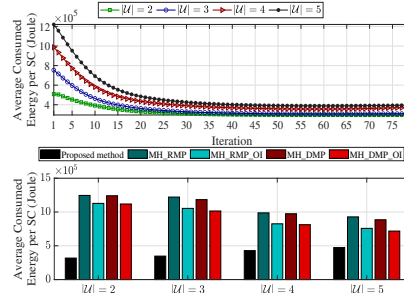 |𝒰| = 2 |𝒰| = 3 |𝒰| = 4 |𝒰| = 5
×10⁵
Average Consumed
Energy per SC (Joule)
12
10
8
6
4
1 5 10 15 20 25 30 35 40 45 50 55 60 65 70 75
Iteration
Proposed method MH_RMP MH_RMP_OI MH_DMP MH_DMP_OI
×10⁵
Average Consumed
Energy per SC (Joule)
15
10
5
0
|𝒰| = 2 |𝒰| = 3 |𝒰| = 4 |𝒰| = 5